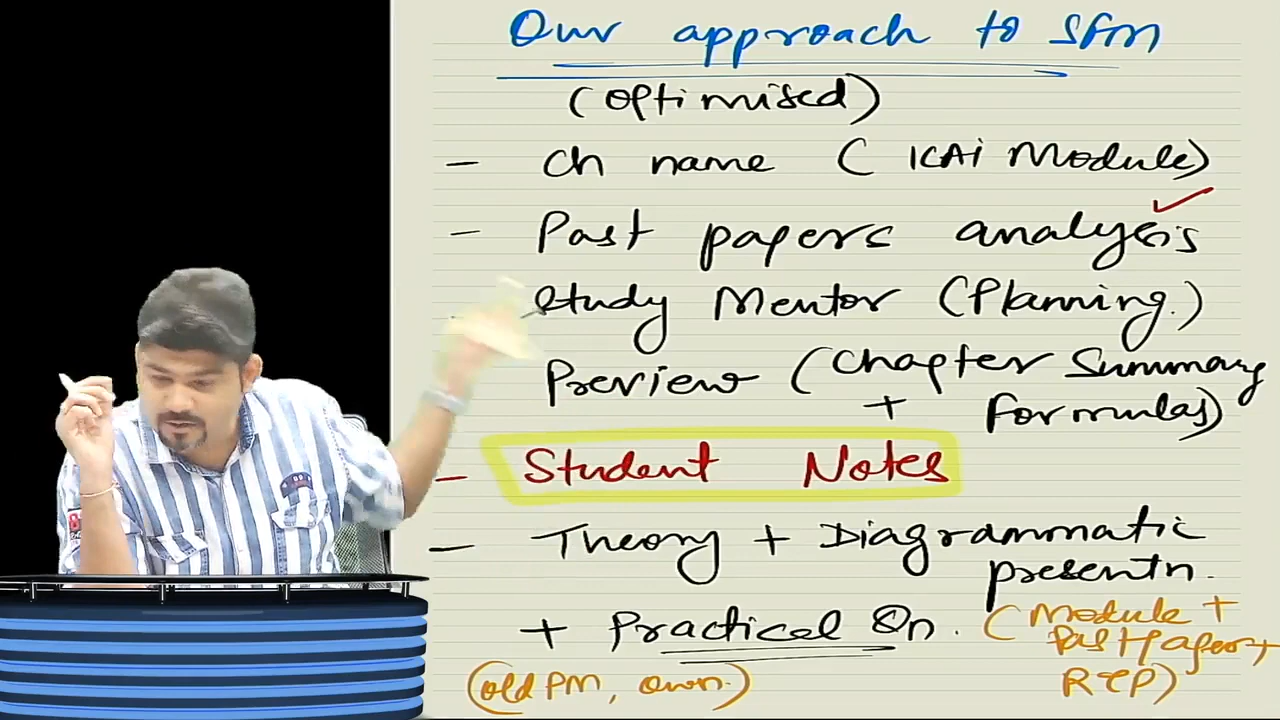 Our approach to SFM
(optimised)
- Ch name (ICAI Module)
- Past papers analysis
- Study Mentor (Planning.)
Preview (Chapter Summary
+ formulas)
- Student Notes
- Theory + Diagrammatic
presentn.
+ Practical Qn. (Module +
Past paper +
RTP)
(old PM, own.)